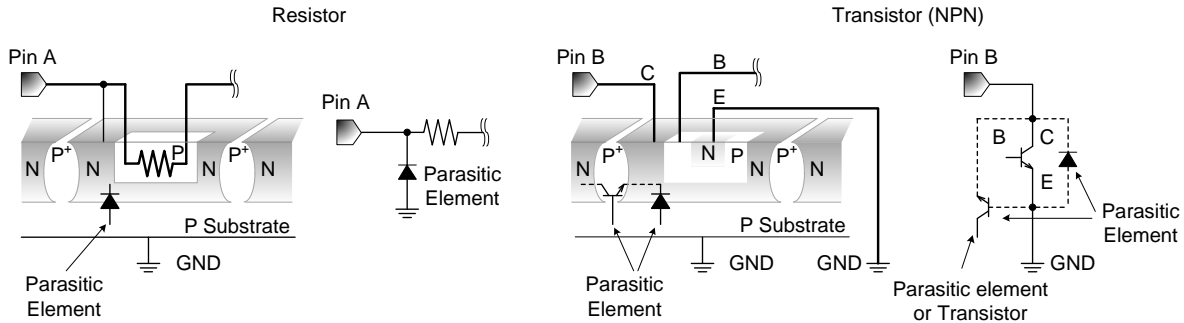 Resistor
Transistor (NPN)
Pin A
Pin A
N
P+
N
P
N
P+
N
Parasitic
Element
P Substrate
GND
Parasitic
Element
Pin B
C
B
E
N
P+
N
N
P
N
P+
N
P Substrate
GND
GND
Parasitic
Element
Pin B
B
C
E
Parasitic
Element
GND
Parasitic element
or Transistor